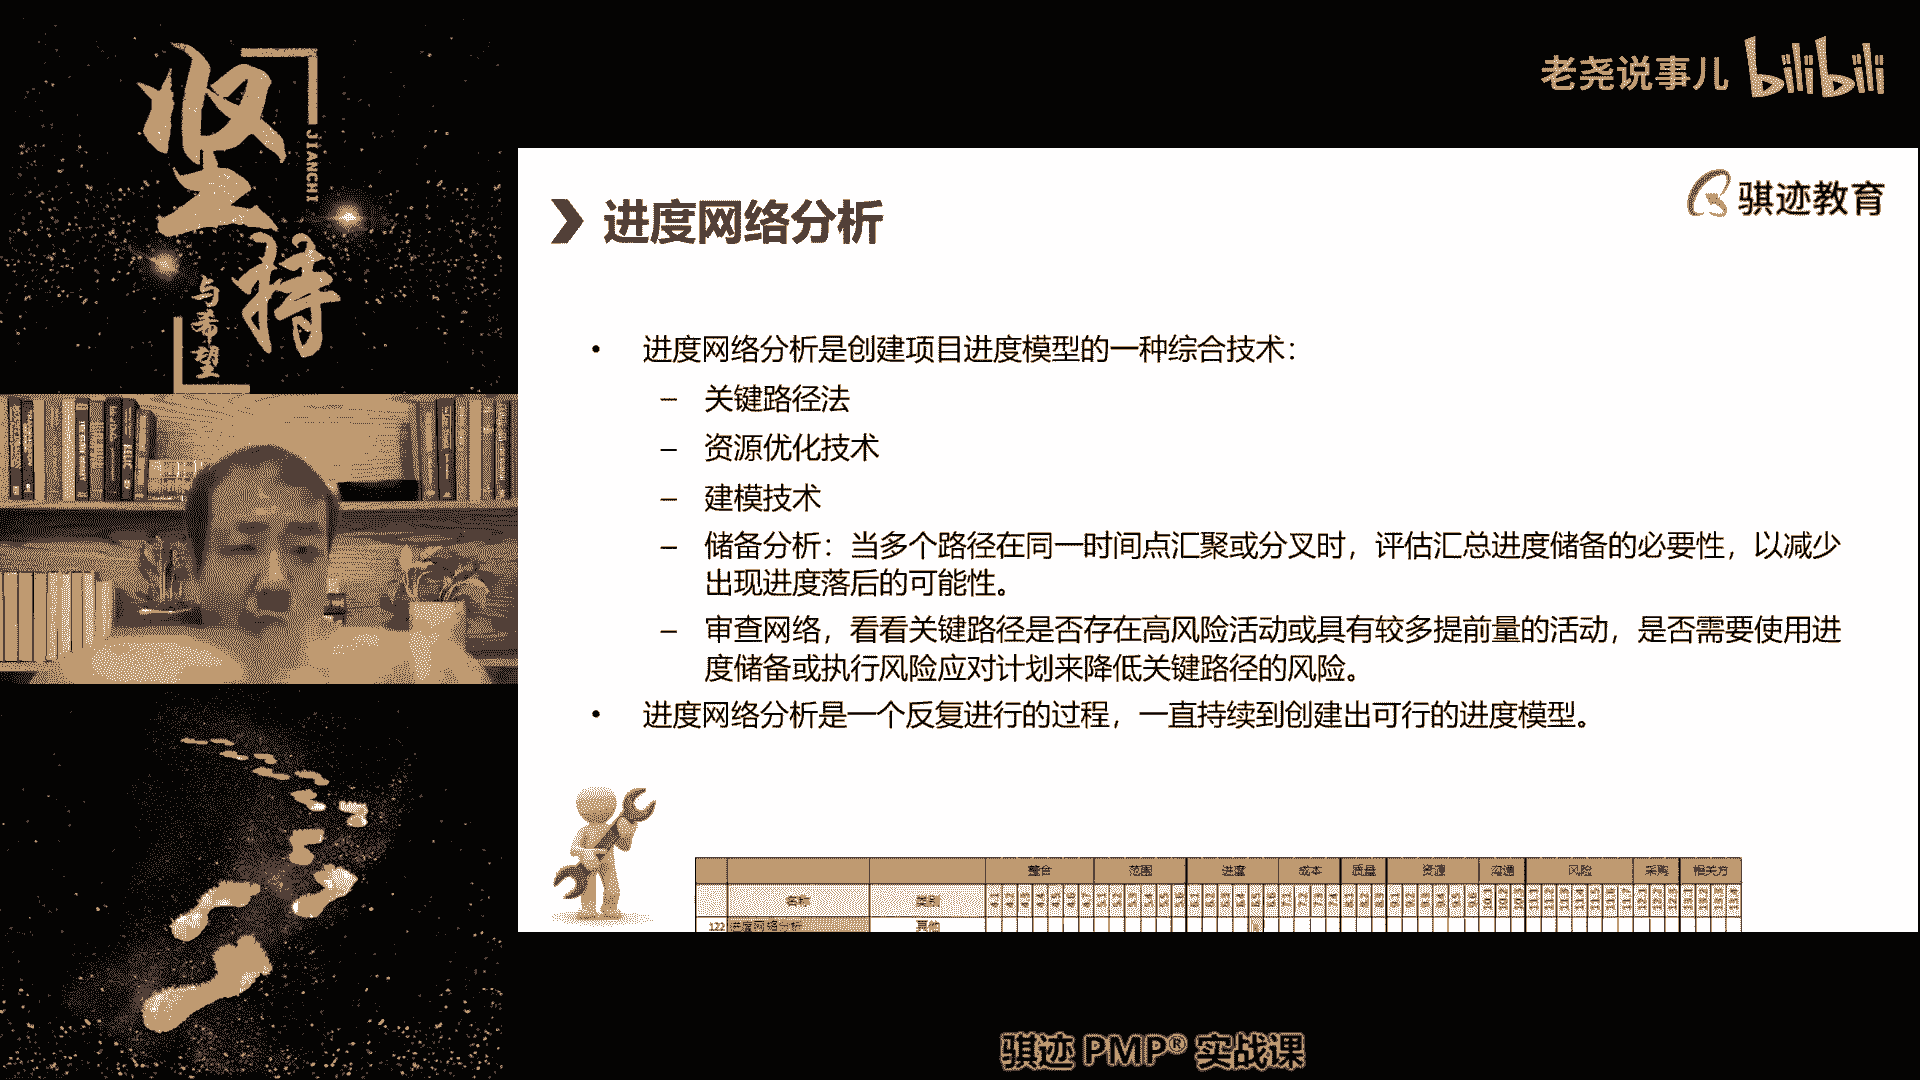 坚持
JIANCHI
与希望
老尧说事儿 bilibili
骐迹教育
进度网络分析
• 进度网络分析是创建项目进度模型的一种综合技术：
– 关键路径法
– 资源优化技术
– 建模技术
– 储备分析：当多个路径在同一时间点汇聚或分叉时，评估汇总进度储备的必要性，以减少
出现进度落后的可能性。
– 审查网络，看看关键路径是否存在高风险活动或具有较多提前量的活动，是否需要使用进
度储备或执行风险应对计划来降低关键路径的风险。
• 进度网络分析是一个反复进行的过程，一直持续到创建出可行的进度模型。
整合 范围 进度 成本 质量 资源 沟通 风险 采购 相关方
名称 类别
122 进度网络分析 其他
骐迹 PMP® 实战课